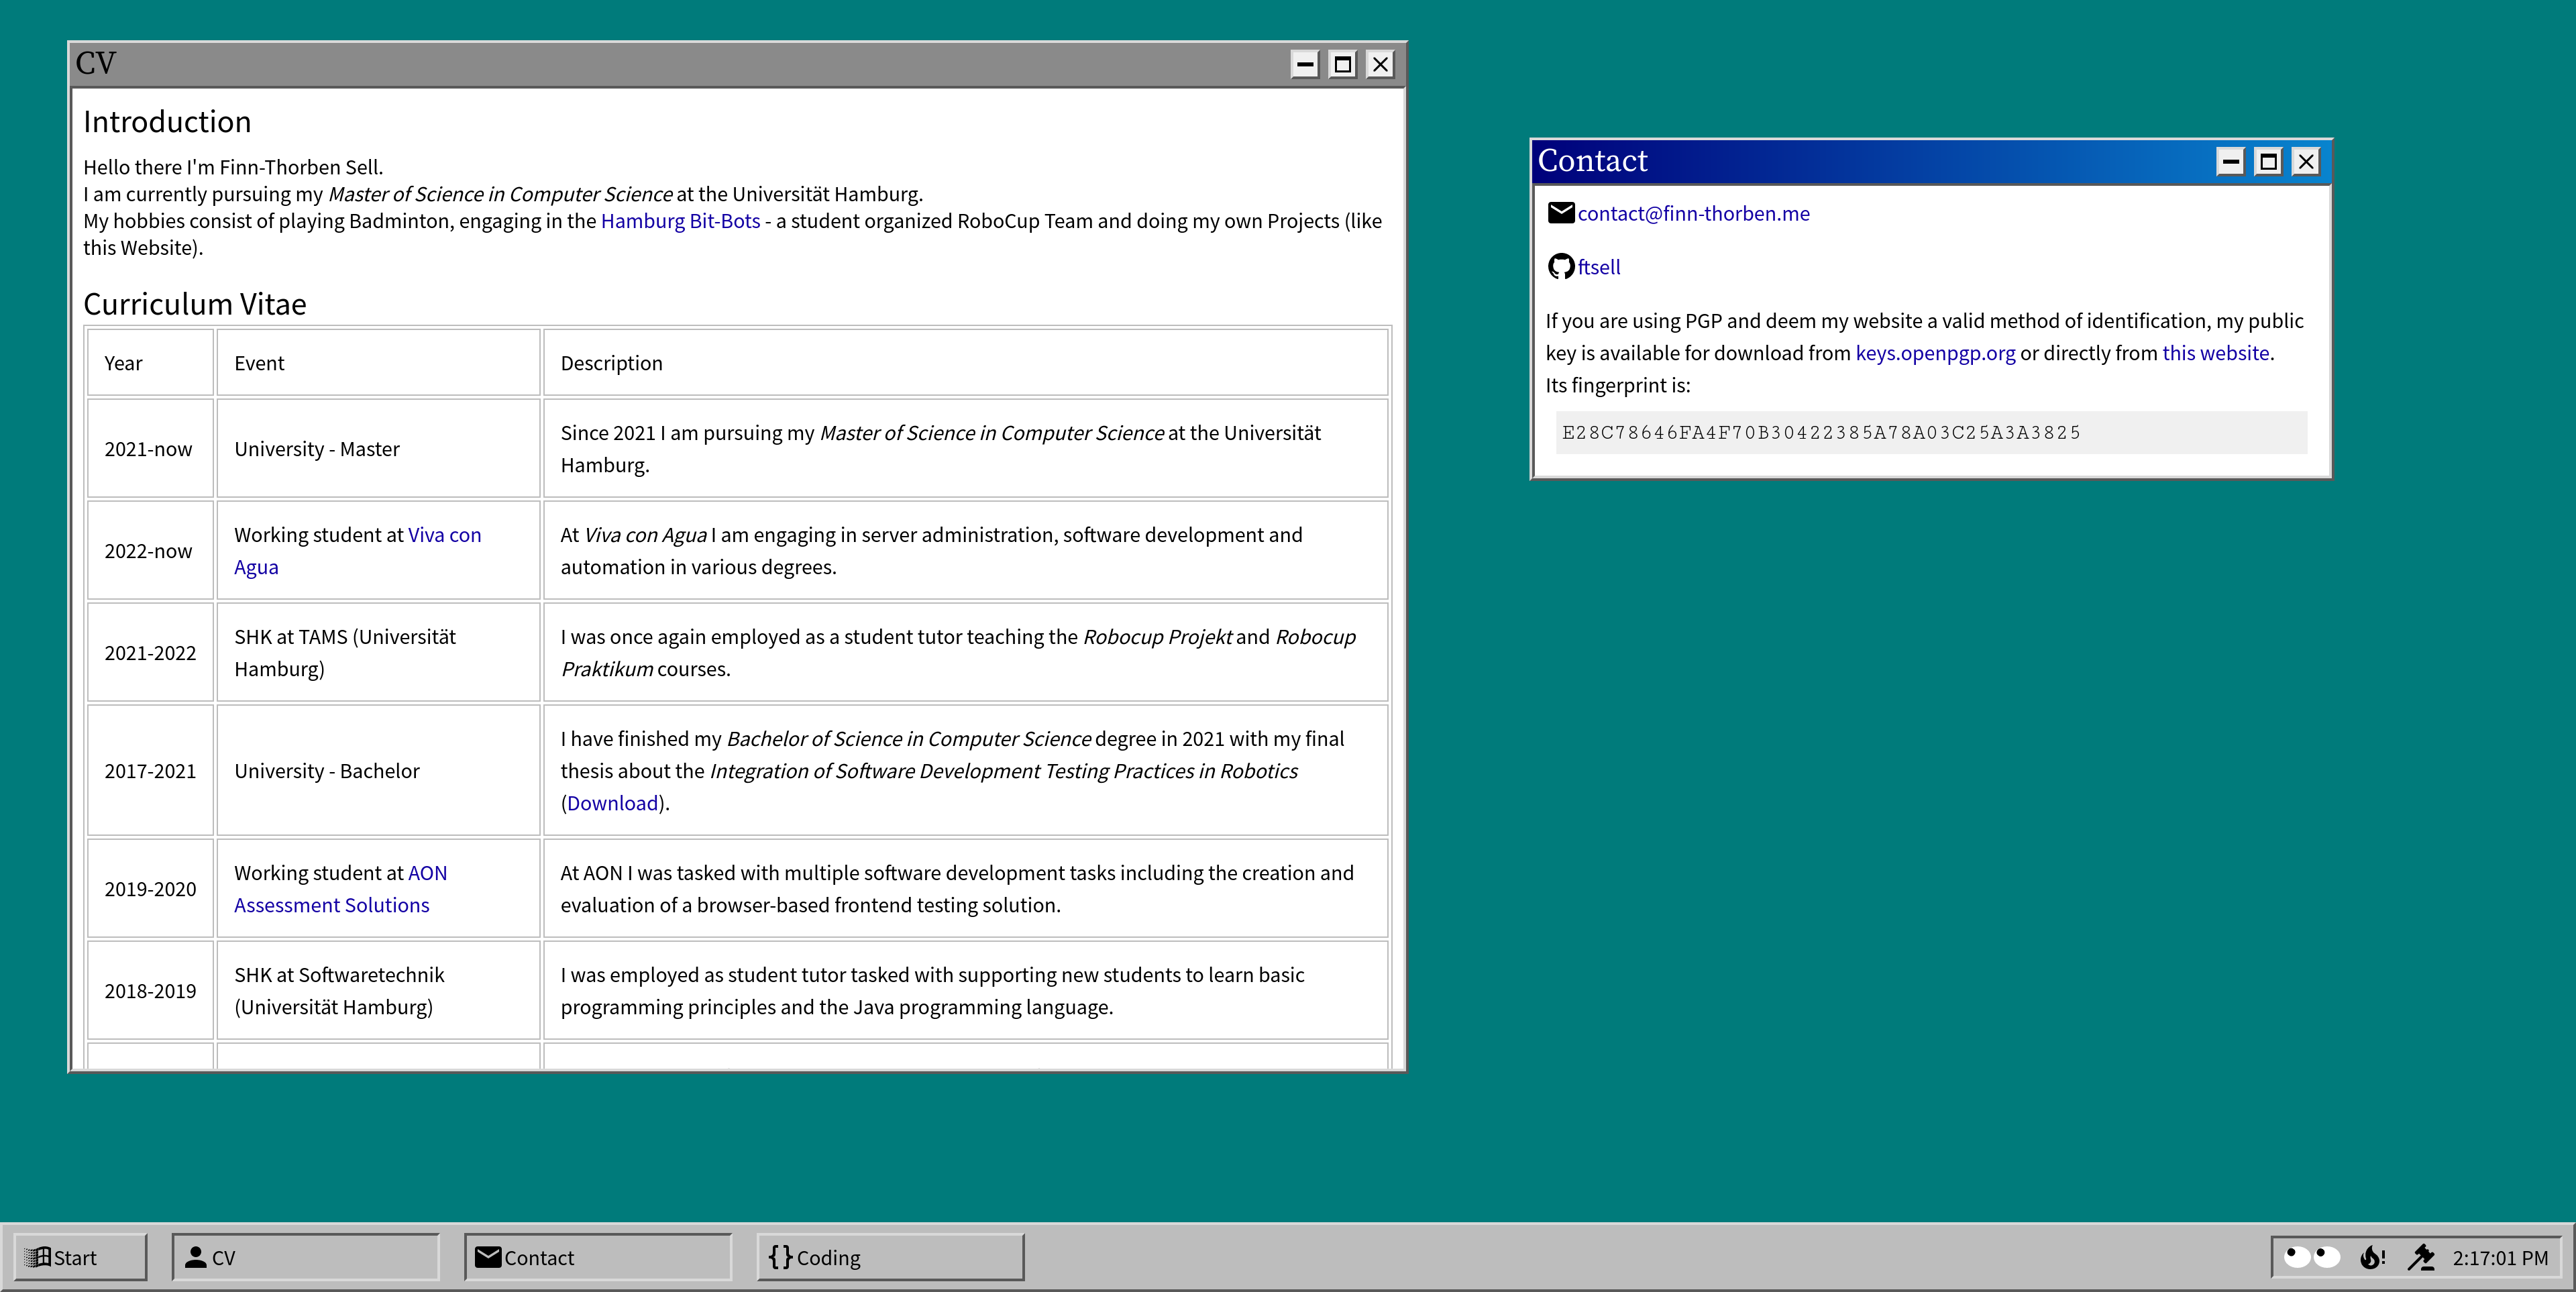 CV
Introduction
Hello there I'm Finn-Thorben Sell.
I am currently pursuing my Master of Science in Computer Science at the Universität Hamburg.
My hobbies consist of playing Badminton, engaging in the Hamburg Bit-Bots - a student organized RoboCup Team and doing my own Projects (like
this Website).
Curriculum Vitae
Year Event Description
2021-now University - Master Since 2021 I am pursuing my Master of Science in Computer Science at the Universität
Hamburg.
2022-now Working student at Viva con
Agua
At Viva con Agua I am engaging in server administration, software development and
automation in various degrees.
2021-2022 SHK at TAMS (Universität
Hamburg)
I was once again employed as a student tutor teaching the Robocup Projekt and Robocup
Praktikum courses.
2017-2021 University - Bachelor
I have finished my Bachelor of Science in Computer Science degree in 2021 with my final
thesis about the Integration of Software Development Testing Practices in Robotics
(Download).
2019-2020 Working student at AON
Assessment Solutions
At AON I was tasked with multiple software development tasks including the creation and
evaluation of a browser-based frontend testing solution.
2018-2019 SHK at Softwaretechnik
(Universität Hamburg)
I was employed as student tutor tasked with supporting new students to learn basic
programming principles and the Java programming language.
Contact
contact@finn-thorben.me
ftsell
If you are using PGP and deem my website a valid method of identification, my public
key is available for download from keys.openpgp.org or directly from this website.
Its fingerprint is:
E28C78646FA4F70B30422385A78A03C25A3A3825
Start CV Contact Coding 2:17:01 PM